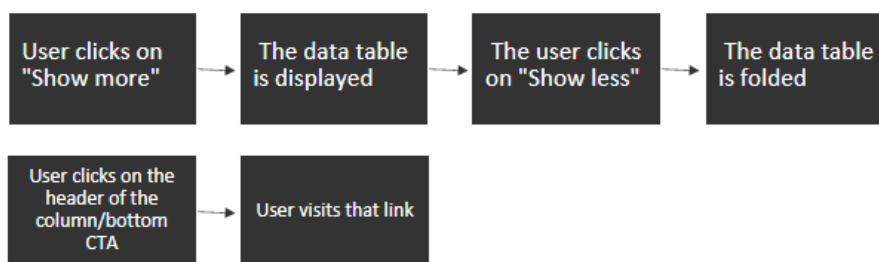 User clicks on
"Show more"
The data table
is displayed
The user clicks
on "Show less"
The data table
is folded
User clicks on the
header of the
column/bottom
CTA
User visits that link